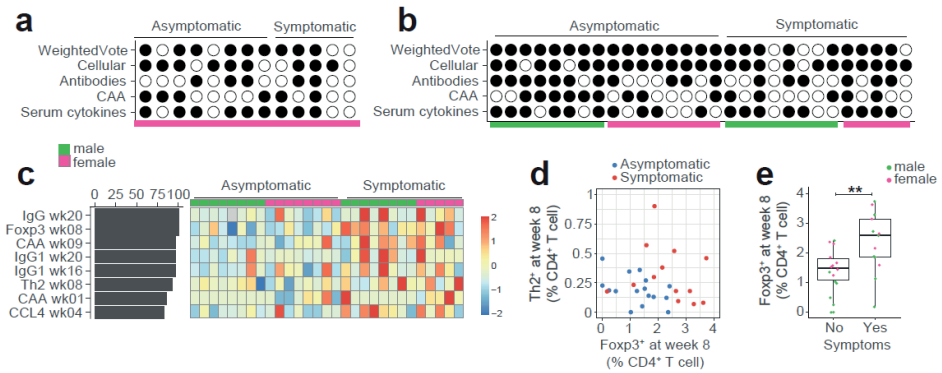 a
Asymptomatic Symptomatic
WeightedVote
Cellular
Antibodies
CAA
Serum cytokines
b
Asymptomatic Symptomatic
WeightedVote
Cellular
Antibodies
CAA
Serum cytokines
male
female
c
0 25 50 75 100
Asymptomatic Symptomatic
IgG wk20
Foxp3 wk08
CAA wk09
IgG1 wk20
IgG1 wk16
Th2 wk08
CAA wk01
CCL4 wk04
2
1
0
−1
−2
d
Asymptomatic
Symptomatic
Th2⁺ at week 8
(% CD4⁺ T cell)
1
0.75
0.5
0.25
0
0 1 2 3 4
Foxp3⁺ at week 8
(% CD4⁺ T cell)
e
male
female
**
Foxp3⁺ at week 8
(% CD4⁺ T cell)
4
3
2
1
0
No Yes
Symptoms